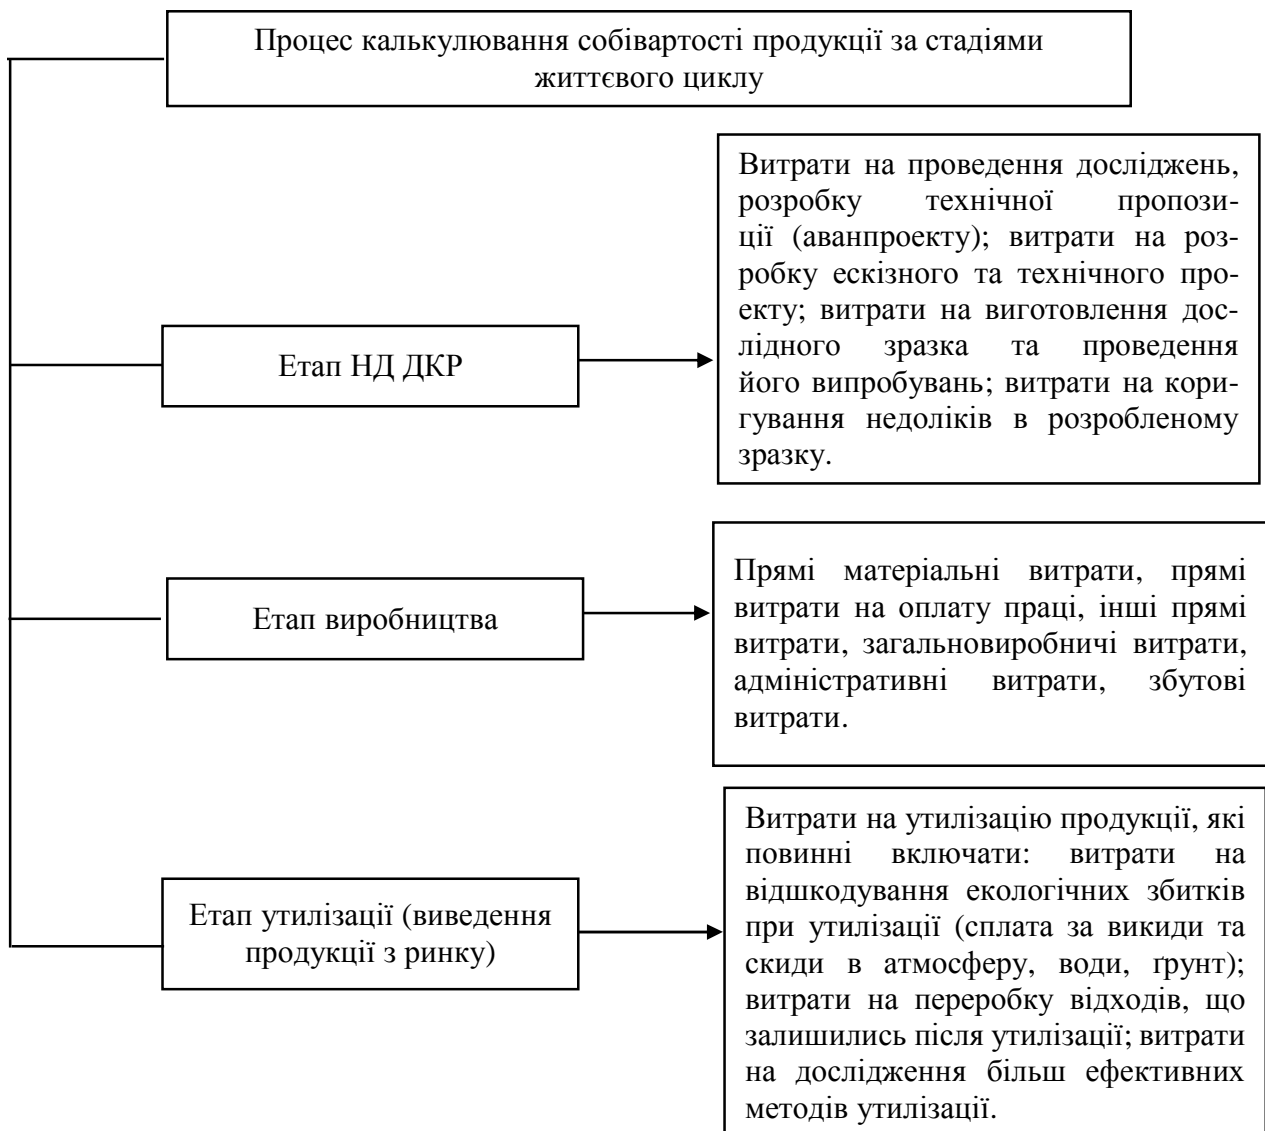 Процес калькулювання собівартості продукції за стадіями
життєвого циклу
Витрати на проведення досліджень,
розробку технічної пропози-
ції (аванпроекту); витрати на роз-
робку ескізного та технічного про-
екту; витрати на виготовлення дос-
лідного зразка та проведення
його випробувань; витрати на кори-
гування недоліків в розробленому
зразку.
Етап НД ДКР
Прямі матеріальні витрати, прямі
витрати на оплату праці, інші прямі
витрати, загальновиробничі витрати,
адміністративні витрати, збутові
витрати.
Етап виробництва
Витрати на утилізацію продукції, які
повинні включати: витрати на
відшкодування екологічних збитків
при утилізації (сплата за викиди та
скиди в атмосферу, води, ґрунт);
витрати на переробку відходів, що
залишились після утилізації; витрати
на дослідження більш ефективних
методів утилізації.
Етап утилізації (виведення
продукції з ринку)